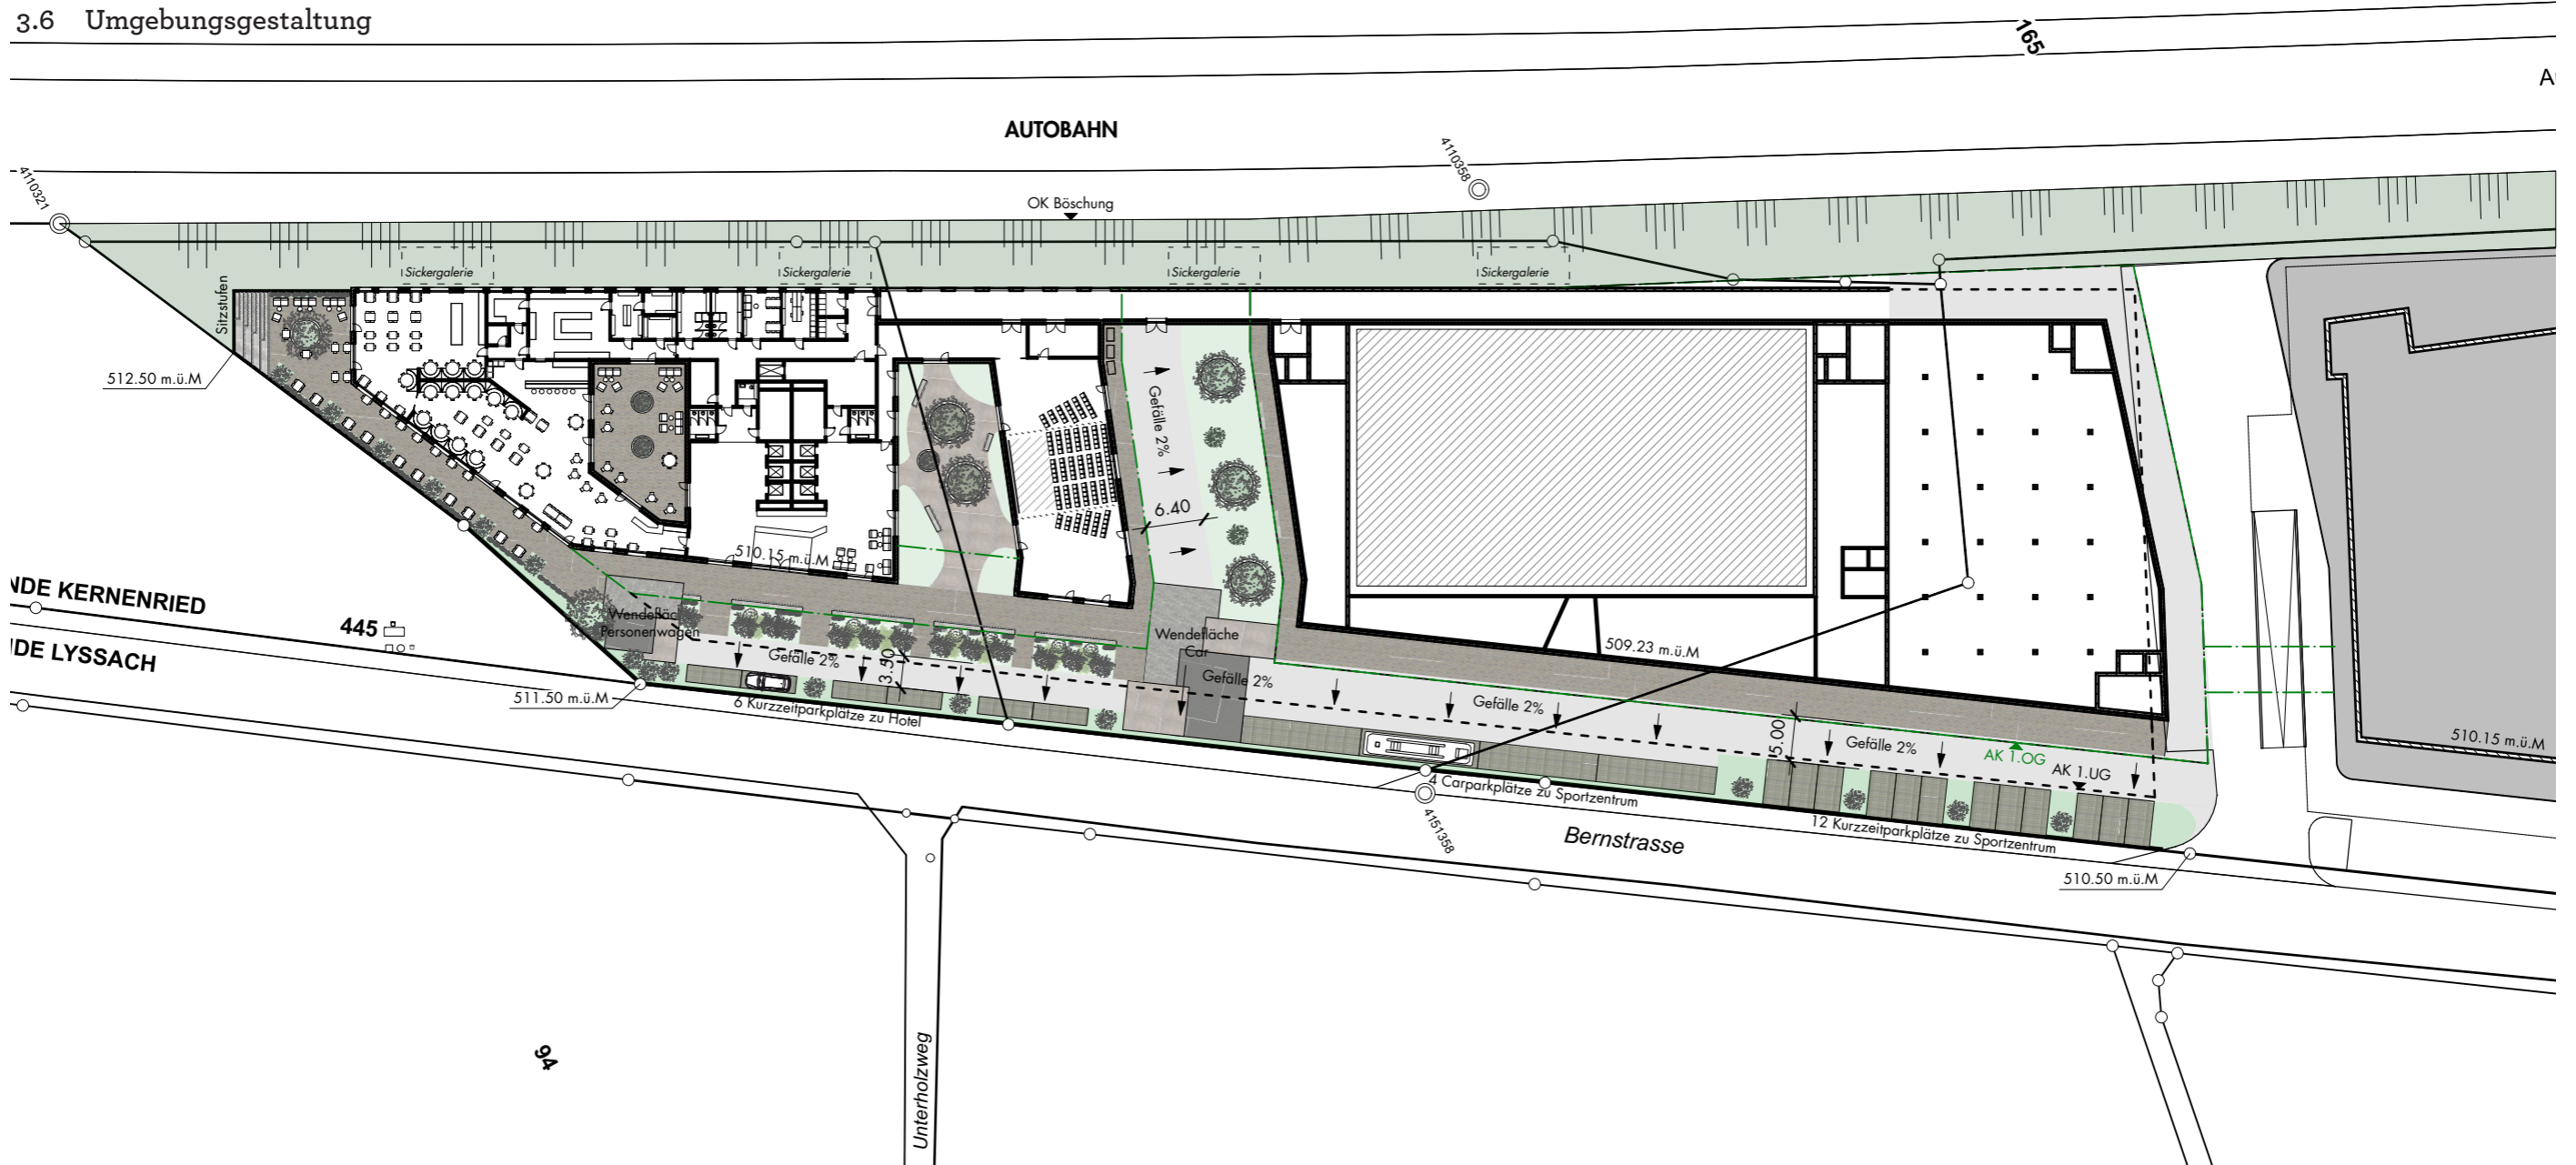 3.6 Umgebungsgestaltung
165
AUTOBAHN
4110358
4110321
OK Böschung
Sickergalerie
Sickergalerie
Sickergalerie
Sickergalerie
Sitzstufen
512.50 m.ü.M
Gefälle 2%
6.40
510.15 m.ü.M
NDE KERNENRIED
445
NDE LYSSACH
Wendefläc
Personenwagen
Wendefläche
Car
509.23 m.ü.M
Gefälle 2%
3.50
Gefälle 2%
Gefälle 2%
5.00
Gefälle 2%
AK 1.OG
AK 1.UG
510.15 m.ü.M
511.50 m.ü.M
6 Kurzzeitparkplätze zu Hotel
4 Carparkplätze zu Sportzentrum
12 Kurzzeitparkplätze zu Sportzentrum
4151358
Bernstrasse
510.50 m.ü.M
94
Unterholzweg